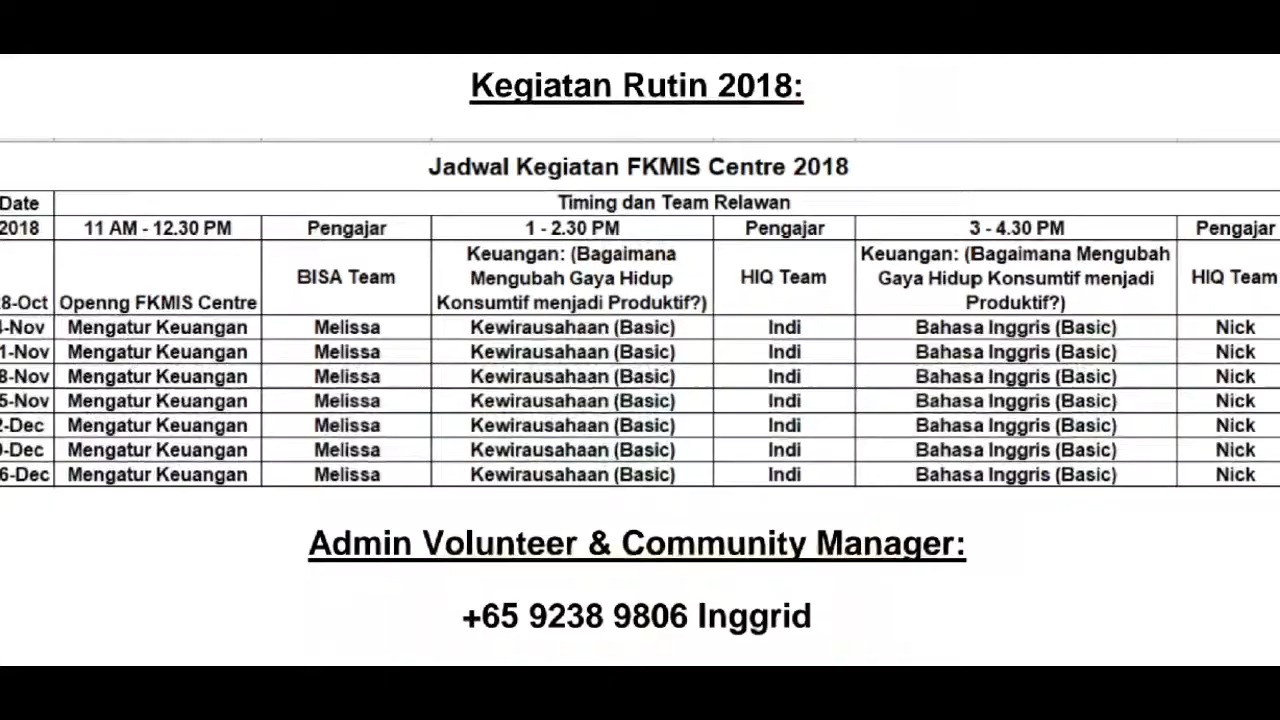 Kegiatan Rutin 2018:
Jadwal Kegiatan FKMIS Centre 2018
Date Timing dan Team Relawan
2018 11 AM - 12.30 PM Pengajar 1 - 2.30 PM Pengajar 3 - 4.30 PM Pengajar
8-Oct Openng FKMIS Centre BISA Team Keuangan: (Bagaimana Mengubah Gaya Hidup Konsumtif menjadi Produktif?) HIQ Team Keuangan: (Bagaimana Mengubah Gaya Hidup Konsumtif menjadi Produktif?) HIQ Team
-Nov Mengatur Keuangan Melissa Kewirausahaan (Basic) Indi Bahasa Inggris (Basic) Nick
1-Nov Mengatur Keuangan Melissa Kewirausahaan (Basic) Indi Bahasa Inggris (Basic) Nick
8-Nov Mengatur Keuangan Melissa Kewirausahaan (Basic) Indi Bahasa Inggris (Basic) Nick
5-Nov Mengatur Keuangan Melissa Kewirausahaan (Basic) Indi Bahasa Inggris (Basic) Nick
2-Dec Mengatur Keuangan Melissa Kewirausahaan (Basic) Indi Bahasa Inggris (Basic) Nick
9-Dec Mengatur Keuangan Melissa Kewirausahaan (Basic) Indi Bahasa Inggris (Basic) Nick
6-Dec Mengatur Keuangan Melissa Kewirausahaan (Basic) Indi Bahasa Inggris (Basic) Nick
Admin Volunteer & Community Manager:
+65 9238 9806 Inggrid